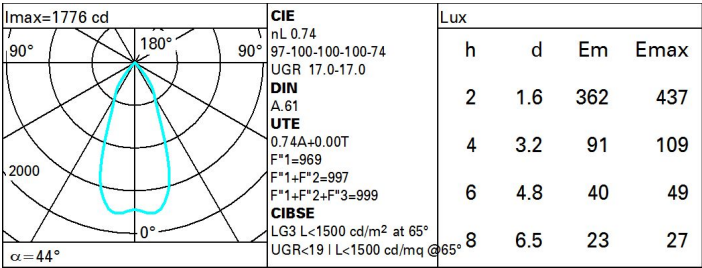 Imax=1776 cd
90°
180°
90°
2000
0°
α=44°
CIE
nL 0.74
97-100-100-100-74
UGR 17.0-17.0
DIN
A.61
UTE
0.74A+0.00T
F"1=969
F"1+F"2=997
F"1+F"2+F"3=999
CIBSE
LG3 L<1500 cd/m² at 65°
UGR<19 | L<1500 cd/mq @65°
Lux
h d Em Emax
2 1.6 362 437
4 3.2 91 109
6 4.8 40 49
8 6.5 23 27